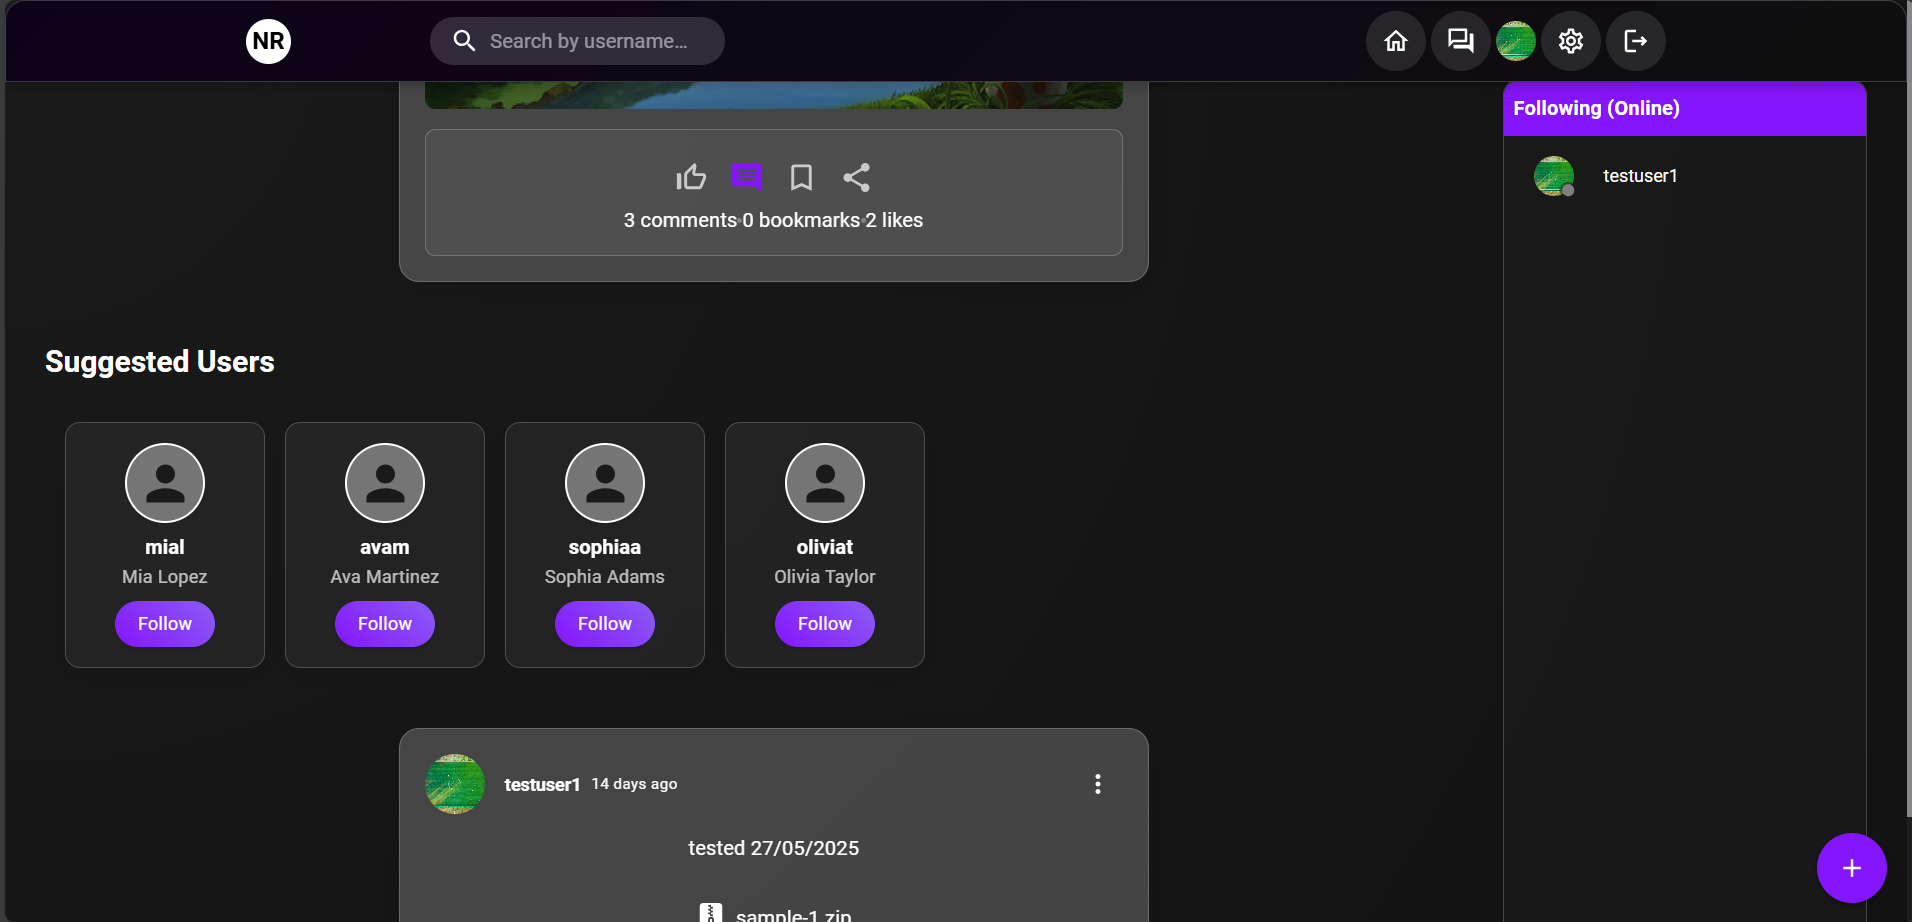 NR
Search by username...
Following (Online)
testuser1
3 comments·0 bookmarks·2 likes
Suggested Users
mial
Mia Lopez
Follow
avam
Ava Martinez
Follow
sophiaa
Sophia Adams
Follow
oliviat
Olivia Taylor
Follow
testuser1 14 days ago
tested 27/05/2025
sample-1.zip